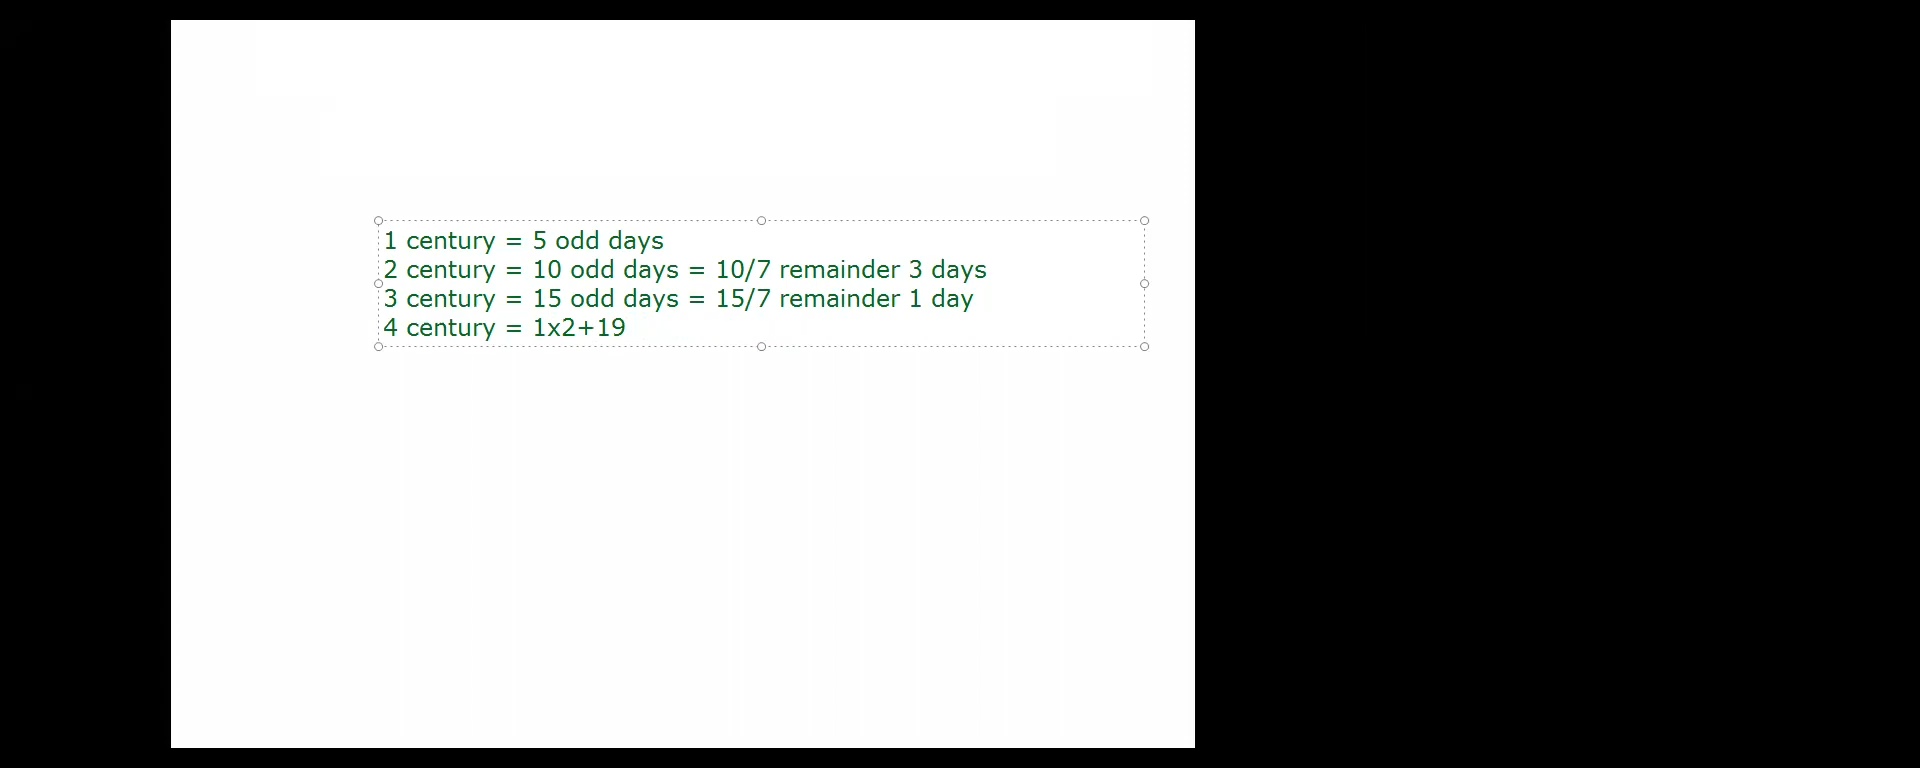 1 century = 5 odd days
2 century = 10 odd days = 10/7 remainder 3 days
3 century = 15 odd days = 15/7 remainder 1 day
4 century = 1x2+19